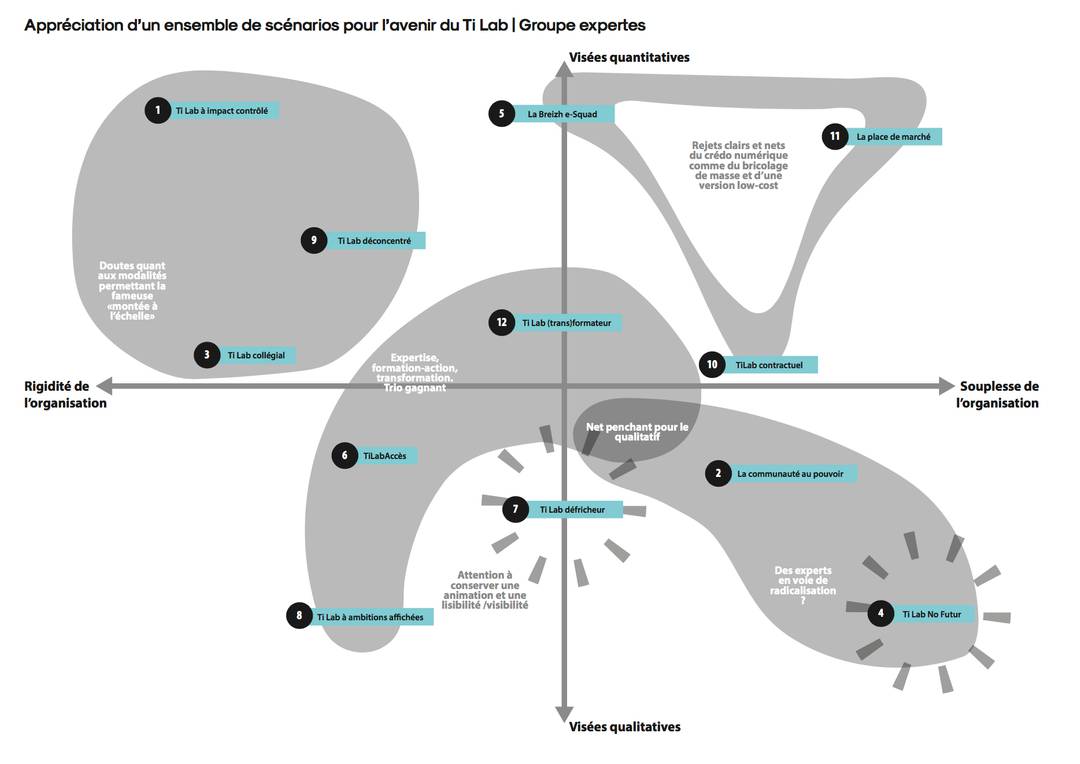 Appréciation d'un ensemble de scénarios pour l'avenir du Ti Lab | Groupe expertes
Visées quantitatives
1 Ti Lab à impact contrôlé
5 La Breizh e-Squad
11 La place de marché
Rejets clairs et nets
du crédo numérique
comme du bricolage
de masse et d'une
version low-cost
9 Ti Lab déconcentré
Doutes quant
aux modalités
permettant la
fameuse
«montée à
l'échelle»
12 Ti Lab (trans)formateur
3 Ti Lab collégial
10 TiLab contractuel
Expertise,
formation-action,
transformation.
Trio gagnant
Rigidité de
l'organisation
Souplesse de
l'organisation
Net penchant pour le
qualitatif
6 TiLabAccès
2 La communauté au pouvoir
7 Ti Lab défricheur
Attention à
conserver une
animation et une
lisibilité /visibilité
Des experts
en voie de
radicalisation
?
8 Ti Lab à ambitions affichées
4 Ti Lab No Futur
Visées qualitatives